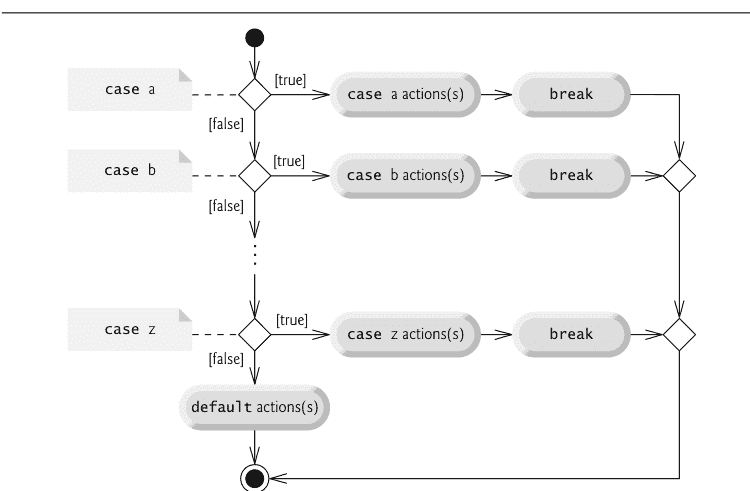 case a
[true]
case a actions(s)
break
[false]
case b
[true]
case b actions(s)
break
[false]
case z
[true]
case z actions(s)
break
[false]
default actions(s)